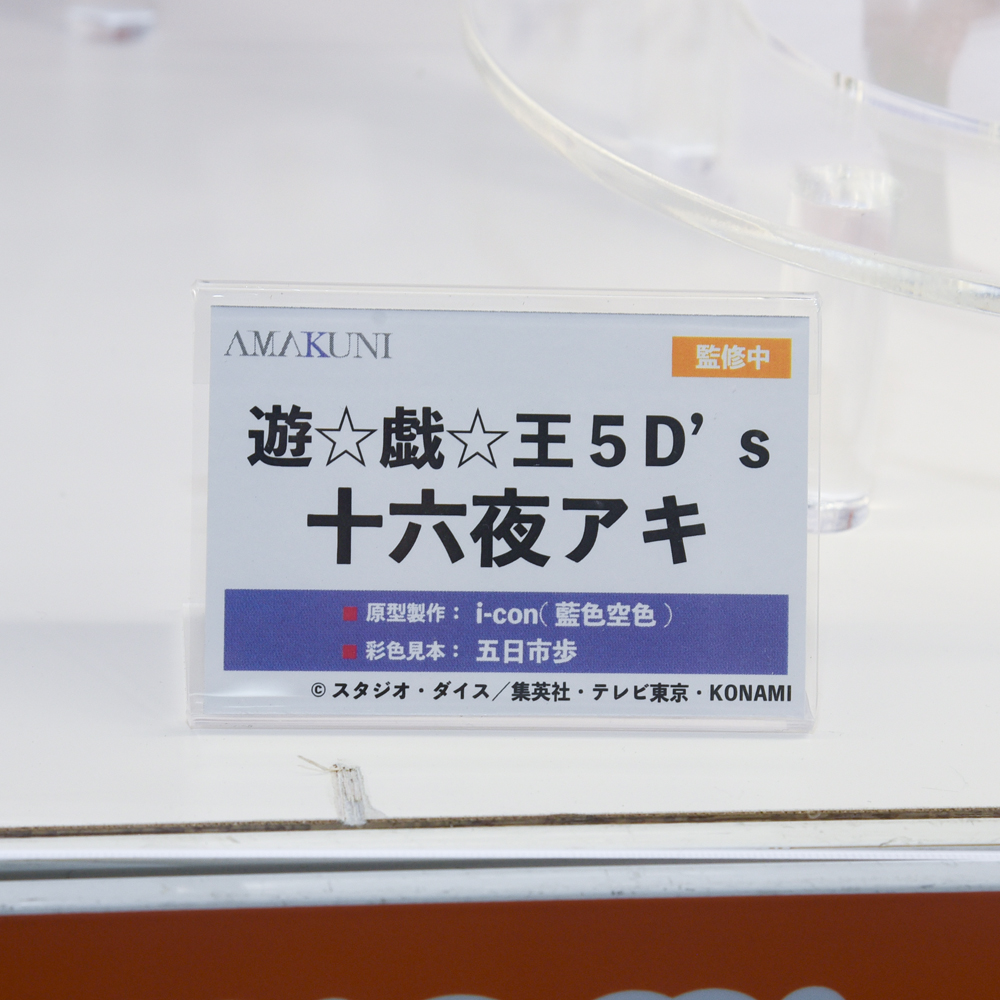 AMAKUNI
監修中
遊☆戯☆王5D's
十六夜アキ
■ 原型製作： i-con（藍色空色）
■ 彩色見本： 五日市歩
© スタジオ・ダイス／集英社・テレビ東京・KONAMI